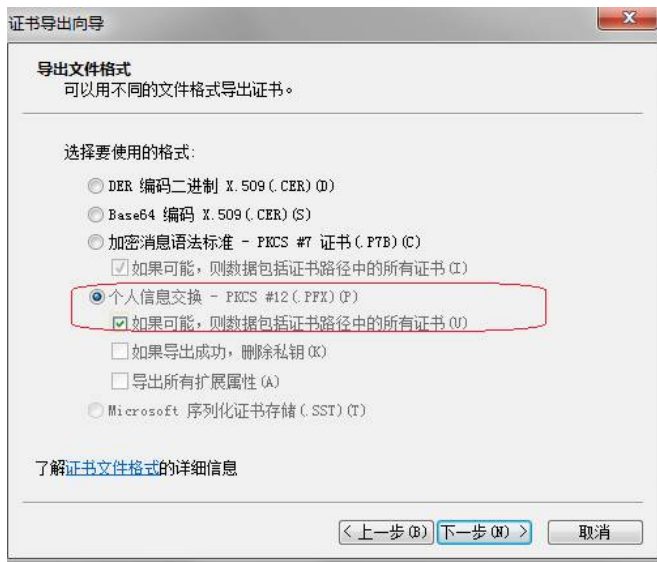 证书导出向导
导出文件格式
可以用不同的文件格式导出证书。
选择要使用的格式:
DER 编码二进制 X.509(.CER)(D)
Base64 编码 X.509(.CER)(S)
加密消息语法标准 - PKCS #7 证书(.P7B)(C)
如果可能，则数据包括证书路径中的所有证书(I)
个人信息交换 - PKCS #12(.PFX)(P)
如果可能，则数据包括证书路径中的所有证书(U)
如果导出成功，删除私钥(K)
导出所有扩展属性(A)
Microsoft 序列化证书存储(.SST)(T)
了解证书文件格式的详细信息
< 上一步(B) 下一步(N) > 取消